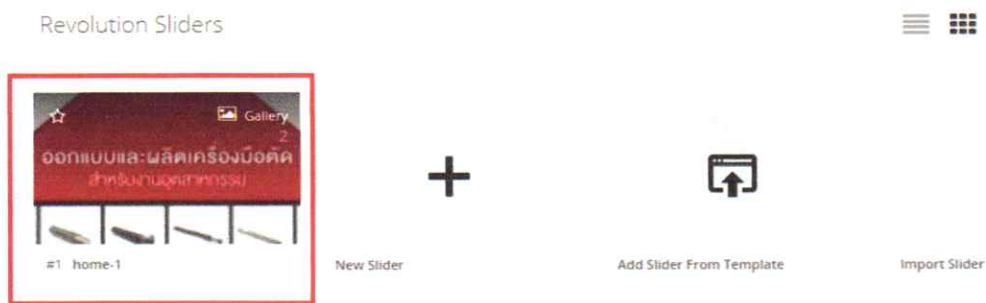 Revolution Sliders
Gallery
2
ออกแบบและผลิตเครื่องมือตัด
สำหรับงานอุตสาหกรรม
#1 home-1
New Slider
Add Slider From Template
Import Slider